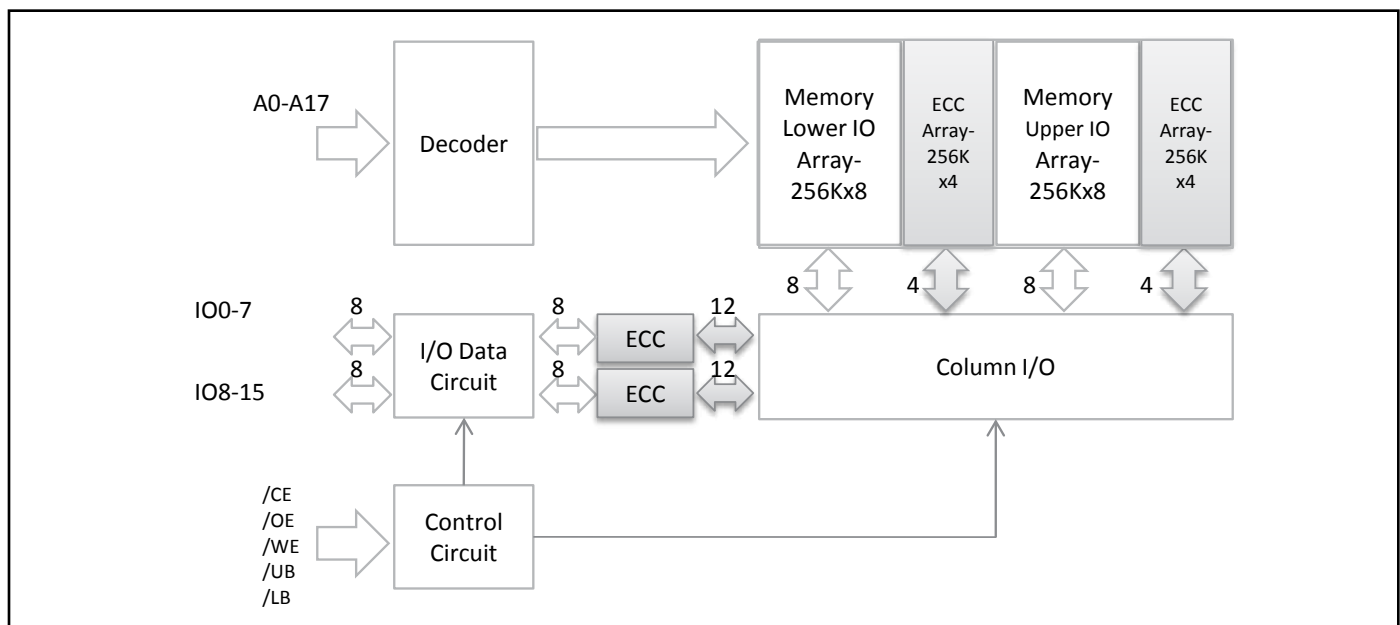 A0-A17
Decoder
Memory
Lower IO
Array-
256Kx8
ECC
Array-
256K
x4
Memory
Upper IO
Array-
256Kx8
ECC
Array-
256K
x4
8
4
8
4
IO0-7
8
8
12
I/O Data
Circuit
ECC
Column I/O
IO8-15
8
8
12
ECC
/CE
/OE
/WE
/UB
/LB
Control
Circuit